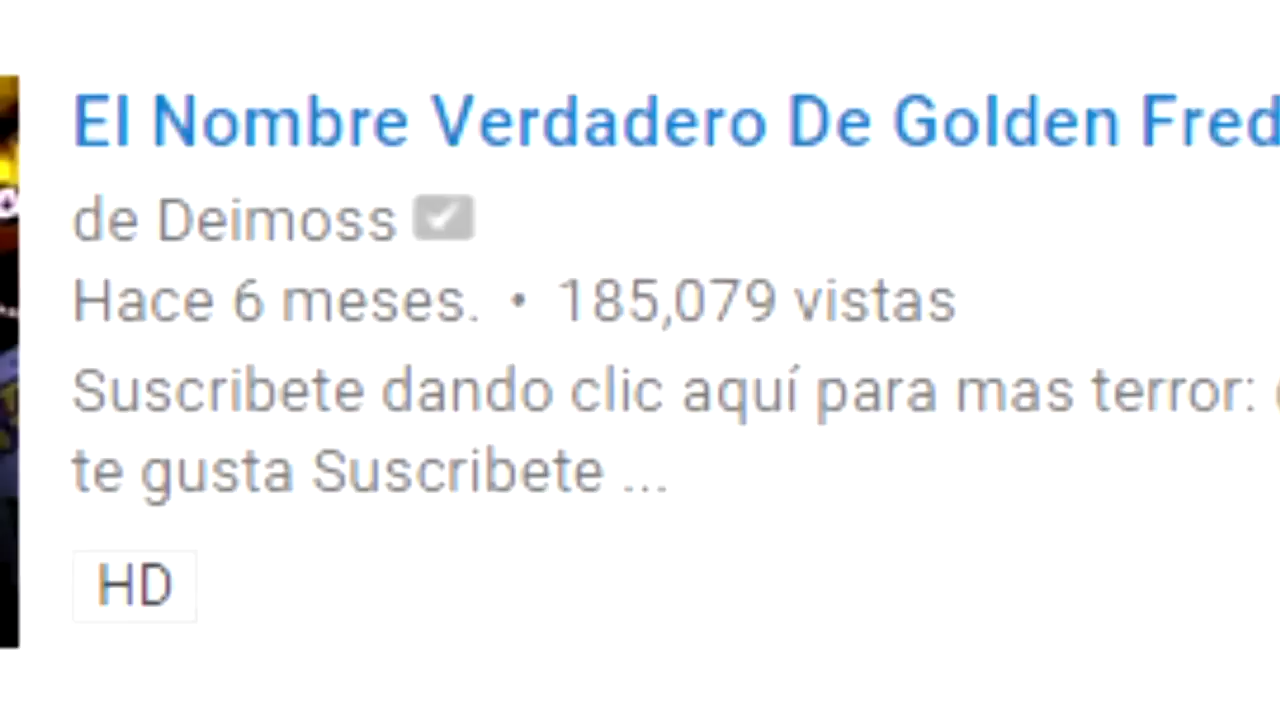 El Nombre Verdadero De Golden Fred
de Deimoss
Hace 6 meses. • 185,079 vistas
Suscribete dando clic aquí para mas terror:
te gusta Suscribete ...
HD